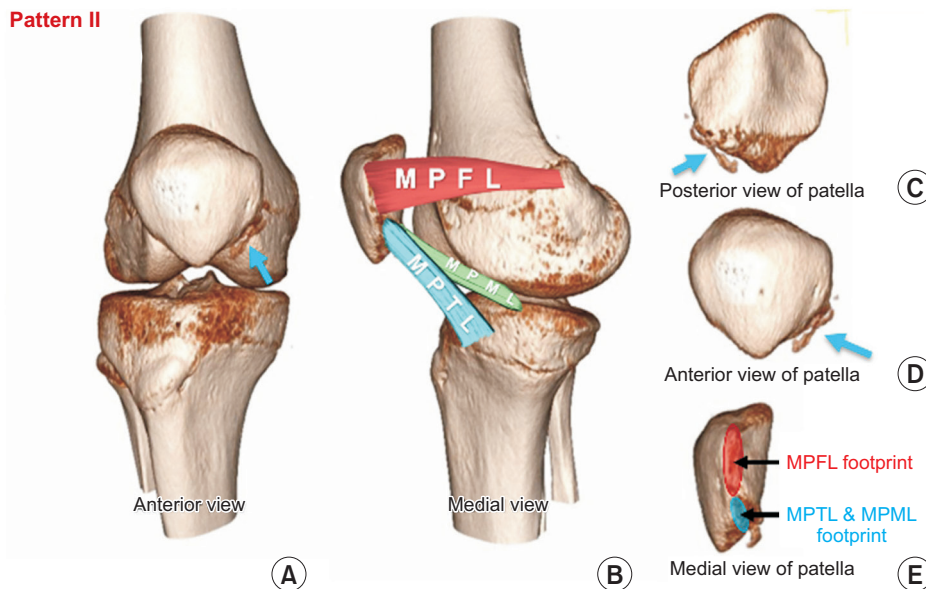 Pattern II
MPFL
MPML
MPTL
Anterior view
A
Medial view
B
Posterior view of patella
C
Anterior view of patella
D
MPFL footprint
MPTL & MPML
footprint
Medial view of patella
E